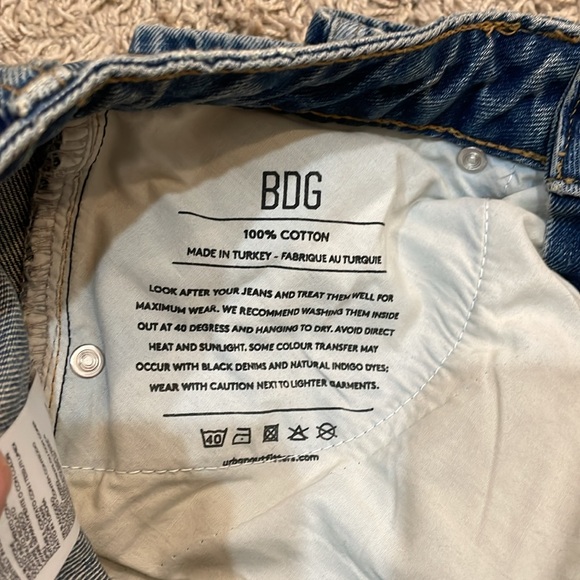 BDG
100% COTTON
MADE IN TURKEY - FABRIQUE AU TURQUIE
LOOK AFTER YOUR JEANS AND TREAT THEM WELL FOR
MAXIMUM WEAR. WE RECOMMEND WASHING THEM INSIDE
OUT AT 40 DEGRESS AND HANGING TO DRY. AVOID DIRECT
HEAT AND SUNLIGHT. SOME COLOUR TRANSFER MAY
OCCUR WITH BLACK DENIMS AND NATURAL INDIGO DYES;
WEAR WITH CAUTION NEXT TO LIGHTER GARMENTS.
40
urbanoutfitters.com